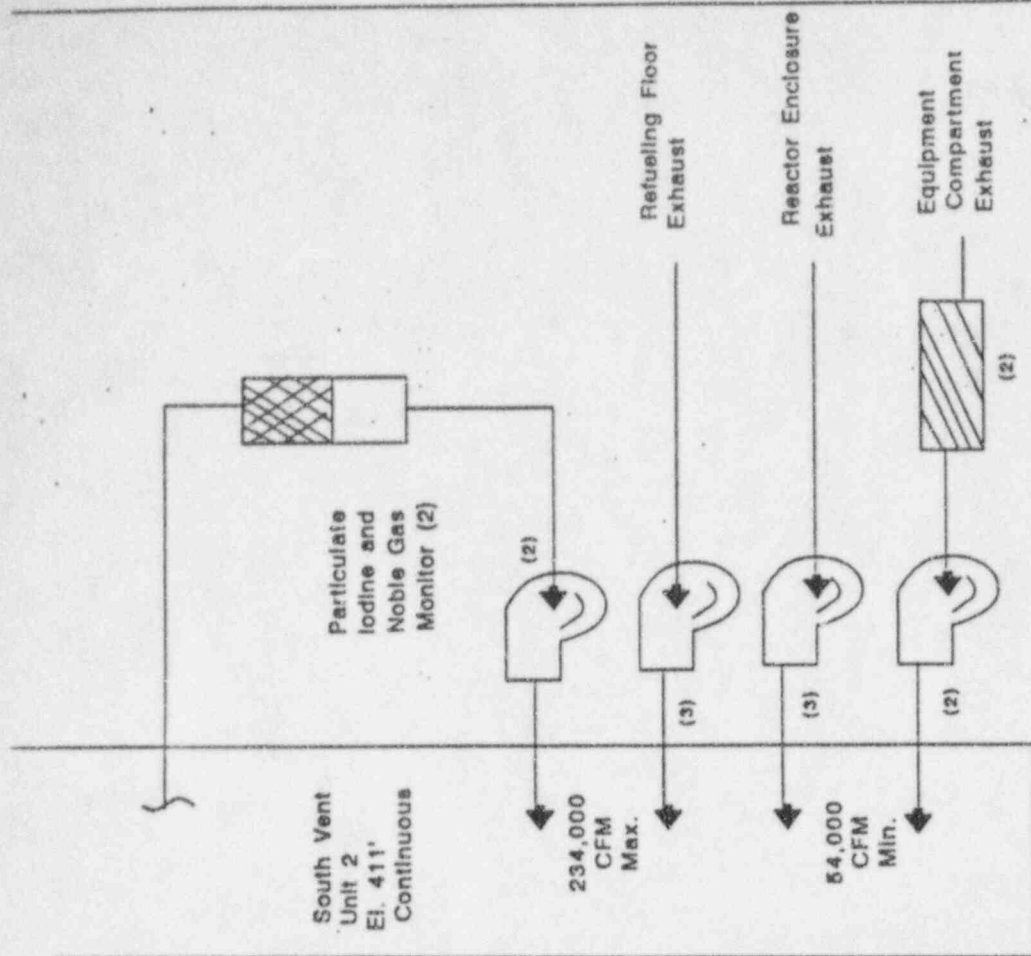 Particulate
Iodine and
Noble Gas
Monitor (2)
South Vent
Unit 2
El. 411'
Continuous
(2)
234,000
CFM
Max.
(3)
Refueling Floor
Exhaust
(3)
Reactor Enclosure
Exhaust
54,000
CFM
Min.
(2)
(2)
Equipment
Compartment
Exhaust